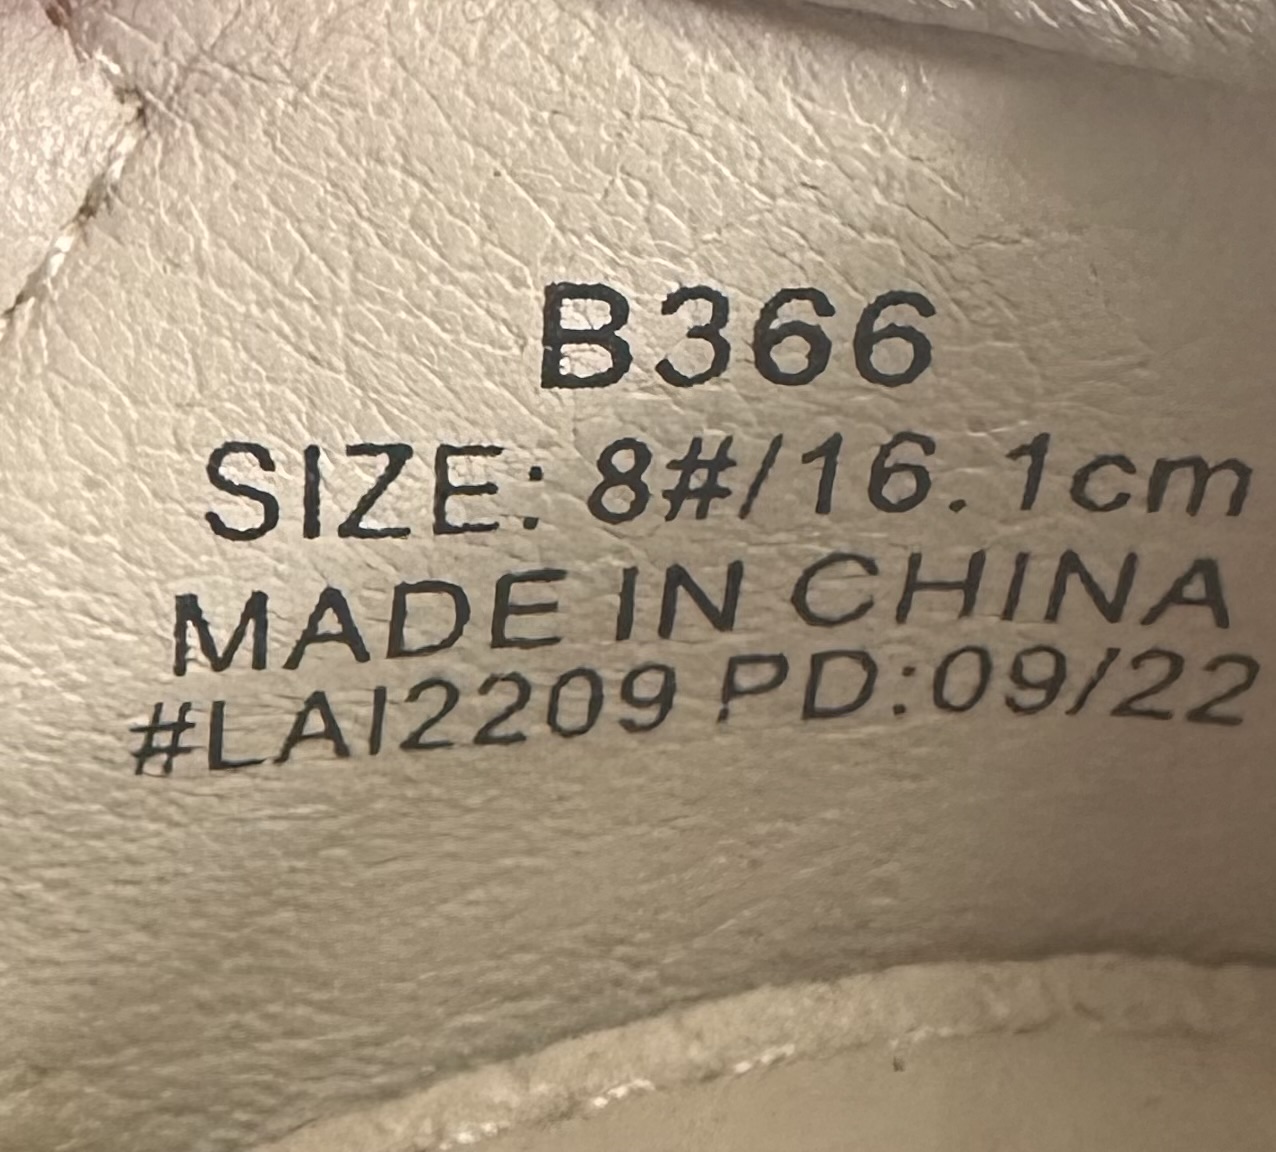 B366
SIZE: 8#/16.1cm
MADE IN CHINA
#LAI2209 PD:09/22